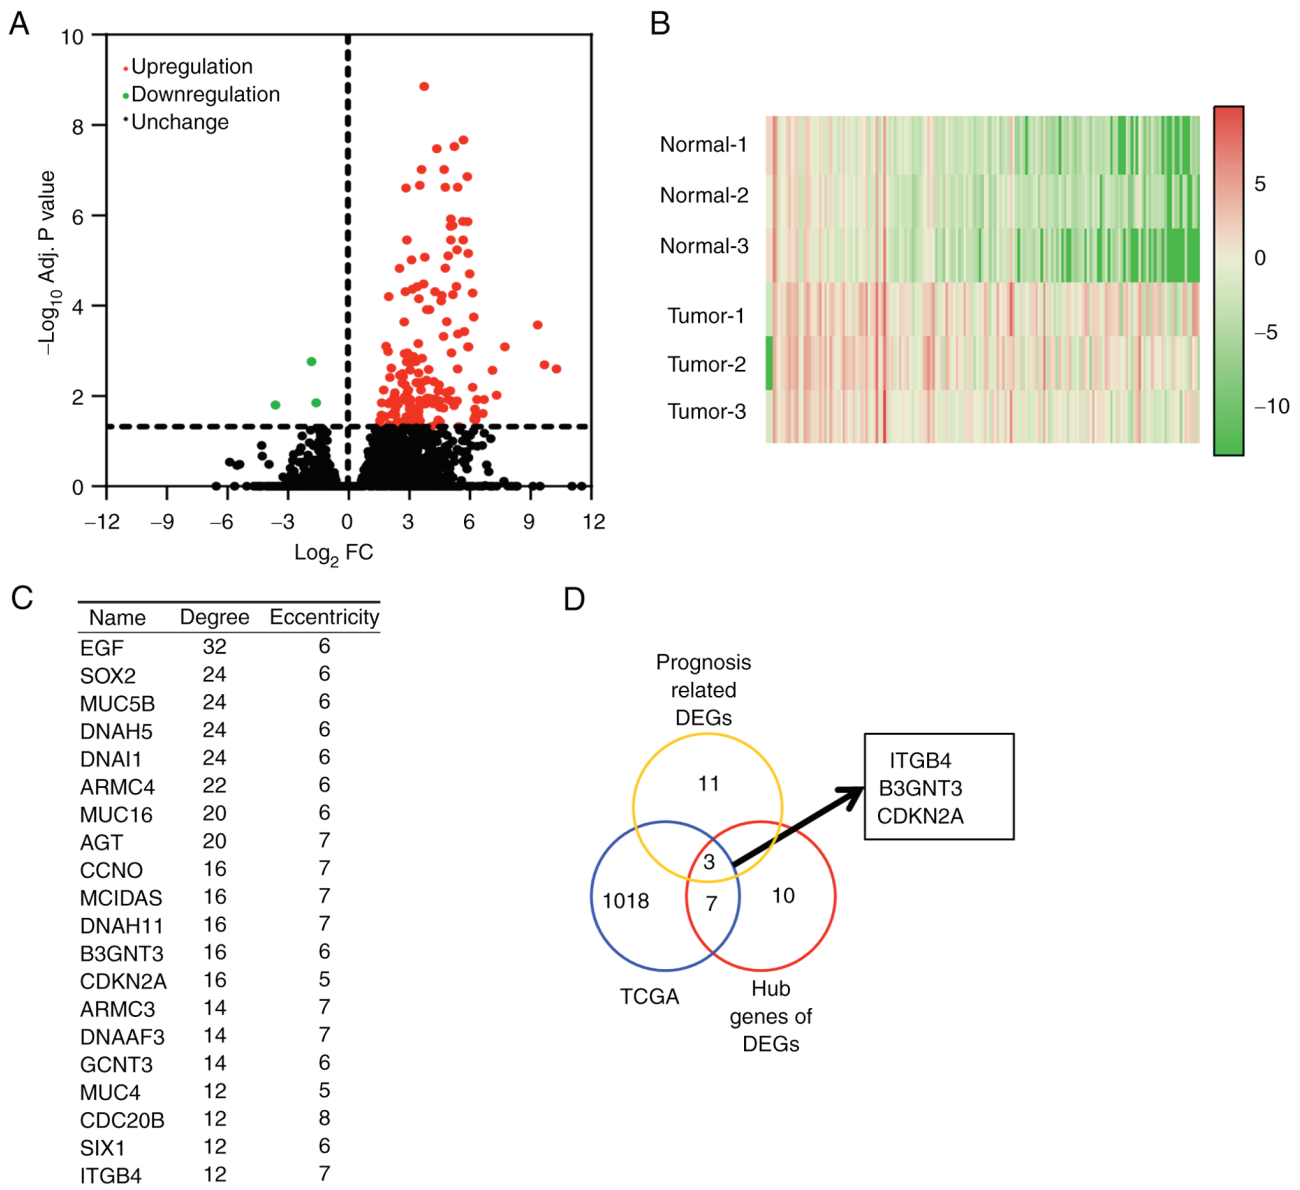 A
10
8
6
4
2
0
−Log10 Adj. P value
Upregulation
Downregulation
Unchange
−12 −9 −6 −3 0 3 6 9 12
Log2 FC
B
Normal-1
Normal-2
Normal-3
Tumor-1
Tumor-2
Tumor-3
5
0
−5
−10
C
Name Degree Eccentricity
EGF 32 6
SOX2 24 6
MUC5B 24 6
DNAH5 24 6
DNAI1 24 6
ARMC4 22 6
MUC16 20 6
AGT 20 7
CCNO 16 7
MCIDAS 16 7
DNAH11 16 7
B3GNT3 16 6
CDKN2A 16 5
ARMC3 14 7
DNAAF3 14 7
GCNT3 14 6
MUC4 12 5
CDC20B 12 8
SIX1 12 6
ITGB4 12 7
D
Prognosis
related
DEGs
11
3
1018
7
10
TCGA
Hub
genes of
DEGs
ITGB4
B3GNT3
CDKN2A